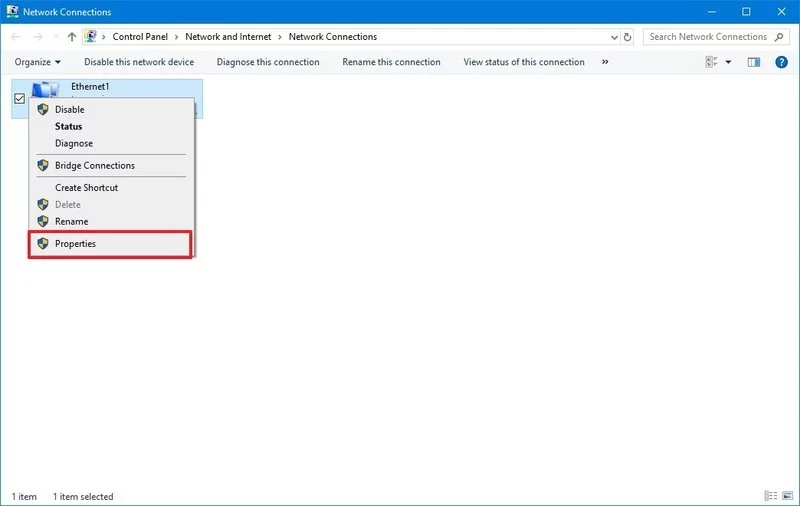 Network Connections
Control Panel > Network and Internet > Network Connections
Search Network Connections
Organize Disable this network device Diagnose this connection Rename this connection View status of this connection »
Ethernet1
Disable
Status
Diagnose
Bridge Connections
Create Shortcut
Delete
Rename
Properties
1 item 1 item selected